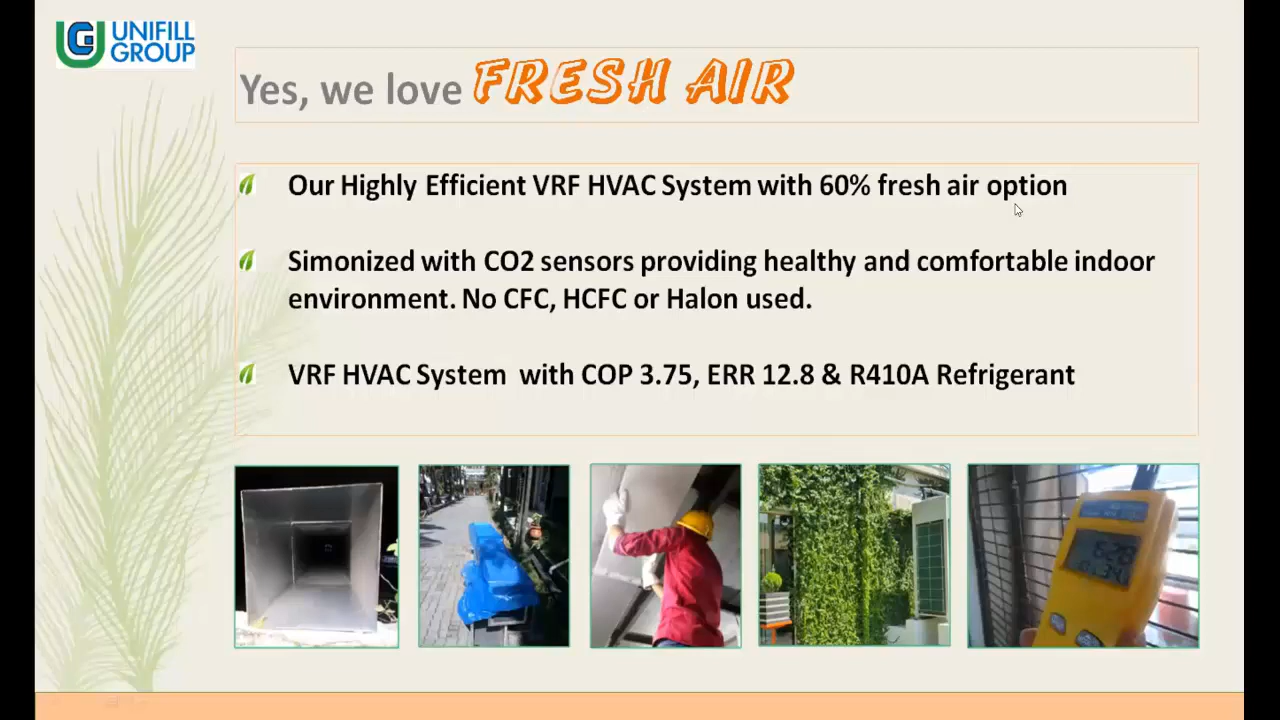 UNIFILL
GROUP
Yes, we love FRESH AIR
Our Highly Efficient VRF HVAC System with 60% fresh air option
Simonized with CO2 sensors providing healthy and comfortable indoor
environment. No CFC, HCFC or Halon used.
VRF HVAC System with COP 3.75, ERR 12.8 & R410A Refrigerant